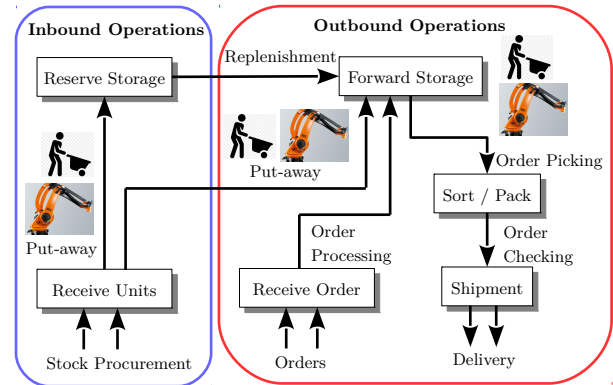 Inbound Operations
Outbound Operations
Reserve Storage
Replenishment
Forward Storage
Put-away
Order Picking
Put-away
Sort / Pack
Order
Processing
Order
Checking
Receive Units
Receive Order
Shipment
Stock Procurement
Orders
Delivery